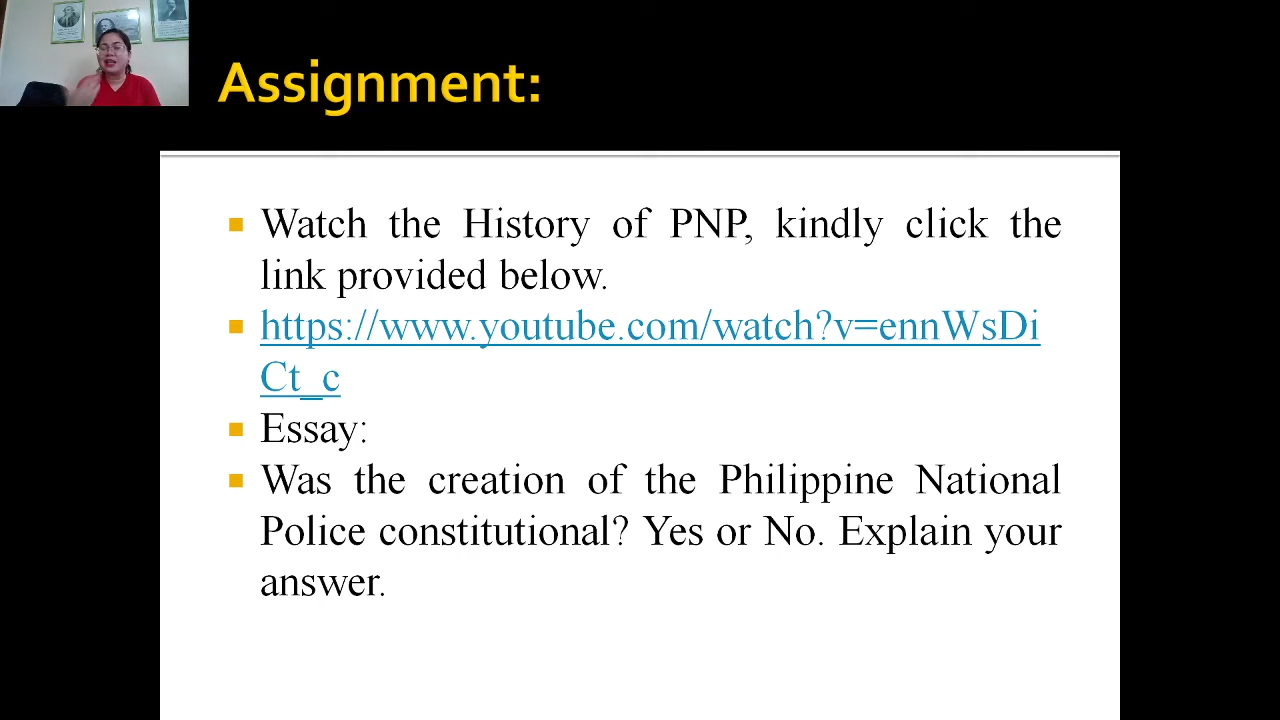 Assignment:
Watch the History of PNP, kindly click the
link provided below.
https://www.youtube.com/watch?v=ennWsDi
Ct_c
Essay:
Was the creation of the Philippine National
Police constitutional? Yes or No. Explain your
answer.